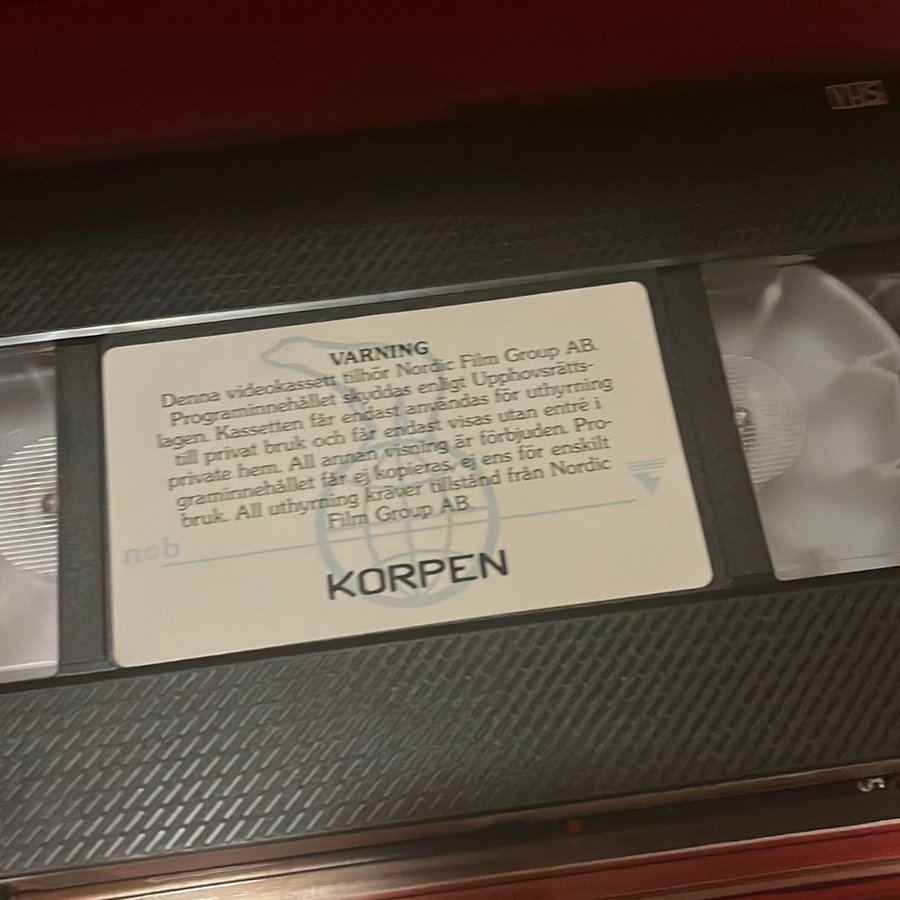 VHS
VARNING
Denna videokassett tillhör Nordic Film Group AB.
Programinnehållet skyddas enligt Upphovsrätts-
lagen. Kassetten får endast användas för uthyrning
till privat bruk och får endast visas utan entré i
private hem. All annan visning är förbjuden. Pro-
graminnehållet får ej kopieras, ej ens för enskilt
bruk. All uthyrning kräver tillstånd från Nordic
Film Group AB.
KORPEN